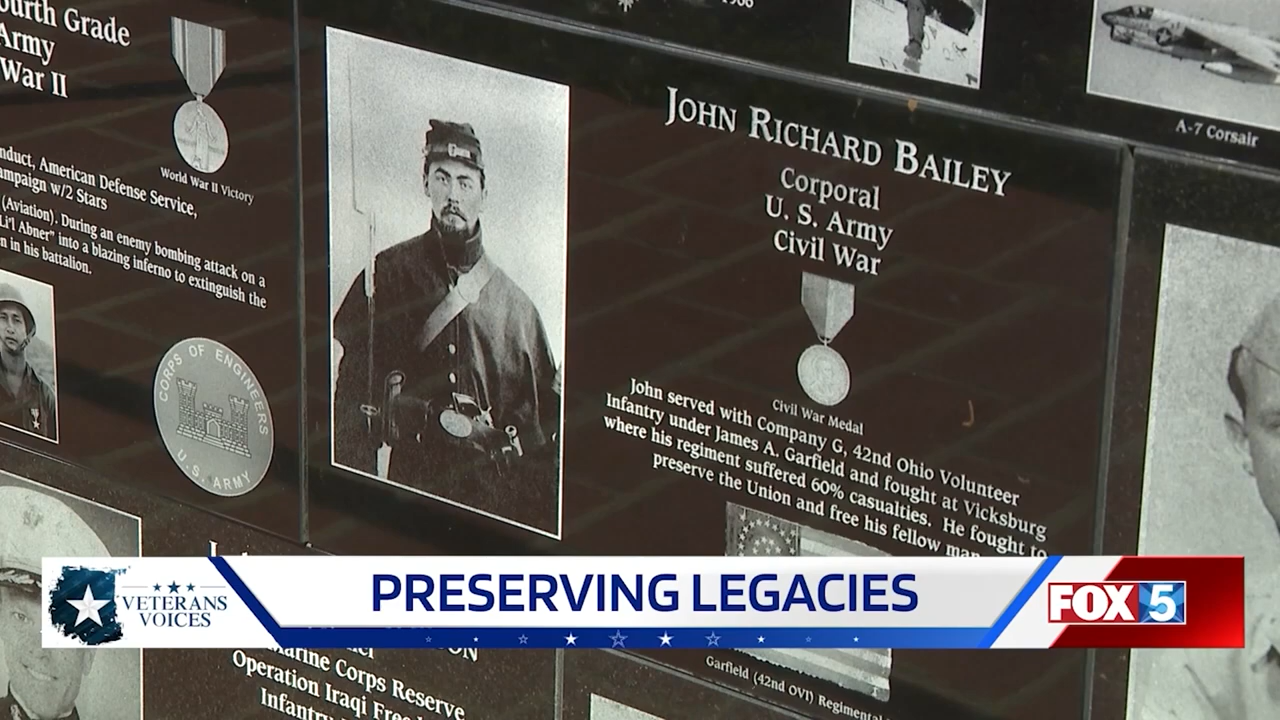 ourth Grade
Army
War II
World War II Victory
nduct, American Defense Service,
ampaign w/2 Stars
(Aviation). During an enemy bombing attack on a
Li'l Abner" into a blazing inferno to extinguish the
n in his battalion.
CORPS OF ENGINEERS
U.S. ARMY
JOHN RICHARD BAILEY
Corporal
U. S. Army
Civil War
Civil War Medal
John served with Company G, 42nd Ohio Volunteer
Infantry under James A. Garfield and fought at Vicksburg
where his regiment suffered 60% casualties. He fought to
preserve the Union and free his fellow man
Garfield (42nd OVI) Regimental
A-7 Corsair
Marine Corps Reserve
Operation Iraqi Free
Infantry
VETERANS
VOICES
PRESERVING LEGACIES
FOX 5